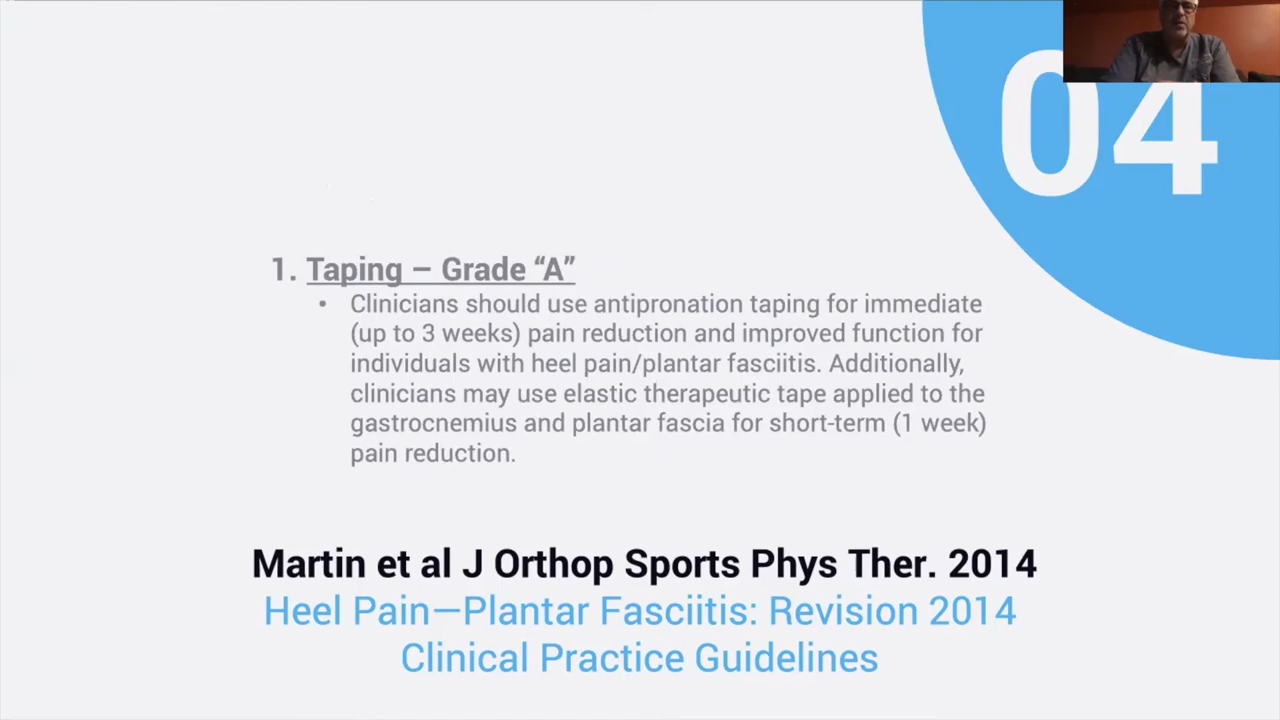 04
1. Taping – Grade “A”
• Clinicians should use antipronation taping for immediate
(up to 3 weeks) pain reduction and improved function for
individuals with heel pain/plantar fasciitis. Additionally,
clinicians may use elastic therapeutic tape applied to the
gastrocnemius and plantar fascia for short-term (1 week)
pain reduction.
Martin et al J Orthop Sports Phys Ther. 2014
Heel Pain—Plantar Fasciitis: Revision 2014
Clinical Practice Guidelines